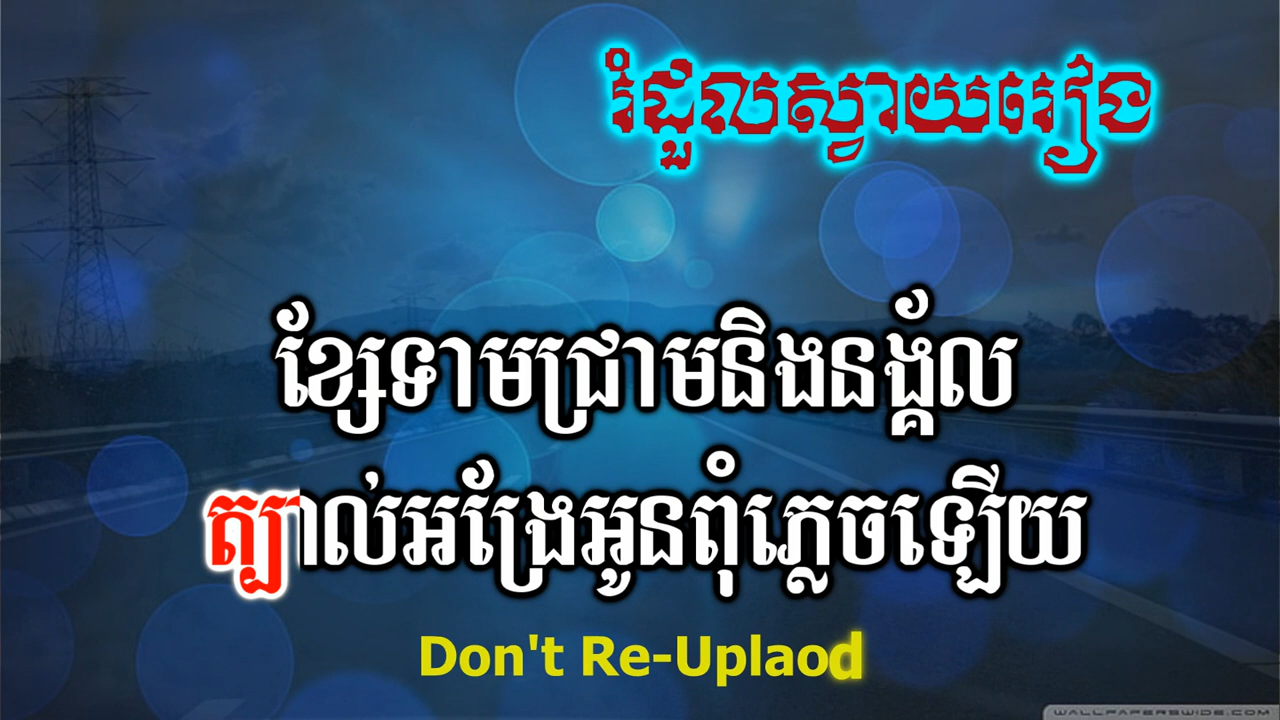 រំដួលស្វាយរៀង
ខ្សែទាមជ្រាមនិងនង្គ័ល
ត្បាល់អង្រែអូនពុំភ្លេចឡើយ
Don't Re-Uplaod
WALLPAPERSWIDE.COM